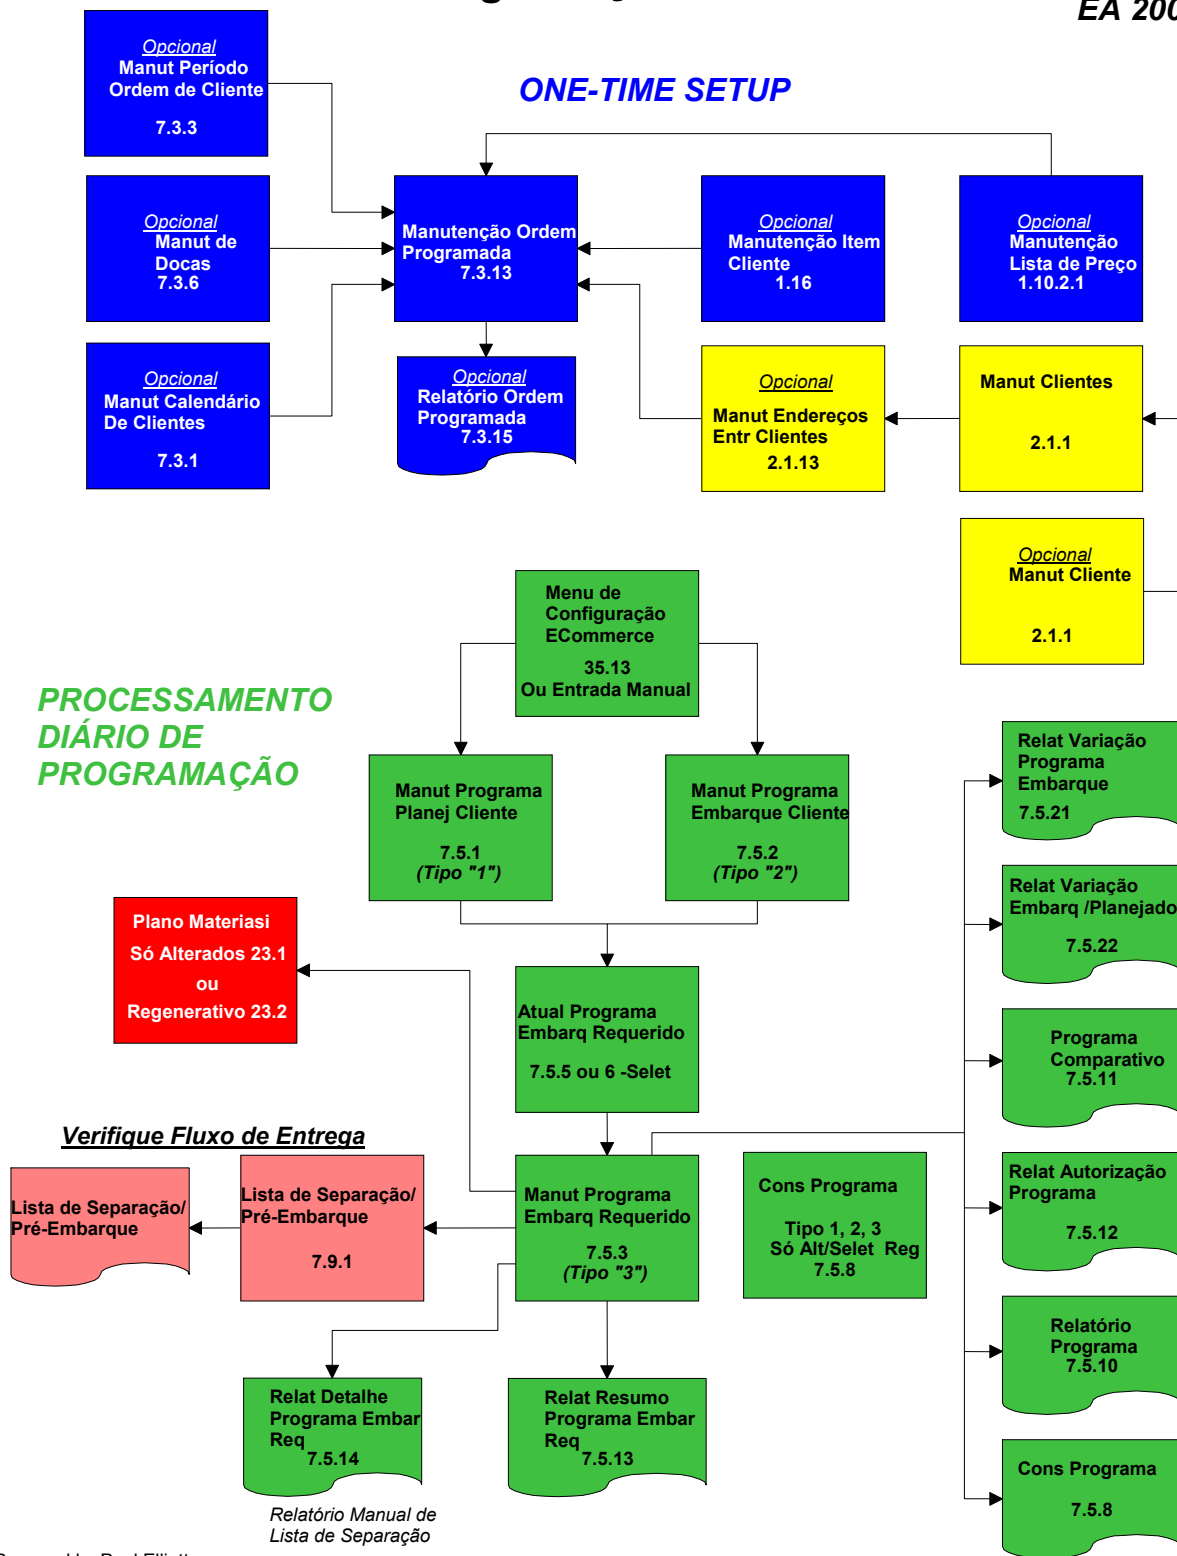 EA 200
Opcional
Manut Período
Ordem de Cliente
7.3.3
ONE-TIME SETUP
Opcional
Manut de
Docas
7.3.6
Manutenção Ordem
Programada
7.3.13
Opcional
Manutenção Item
Cliente
1.16
Opcional
Manutenção
Lista de Preço
1.10.2.1
Opcional
Manut Calendário
De Clientes
7.3.1
Opcional
Relatório Ordem
Programada
7.3.15
Opcional
Manut Endereços
Entr Clientes
2.1.13
Manut Clientes
2.1.1
Opcional
Manut Cliente
2.1.1
Menu de
Configuração
ECommerce
35.13
Ou Entrada Manual
PROCESSAMENTO
DIÁRIO DE
PROGRAMAÇÃO
Manut Programa
Planej Cliente
7.5.1
(Tipo "1")
Manut Programa
Embarque Cliente
7.5.2
(Tipo "2")
Relat Variação
Programa
Embarque
7.5.21
Relat Variação
Embarq /Planejado
7.5.22
Plano Materiasi
Só Alterados 23.1
ou
Regenerativo 23.2
Atual Programa
Embarq Requerido
7.5.5 ou 6 -Selet
Programa
Comparativo
7.5.11
Verifique Fluxo de Entrega
Lista de Separação/
Pré-Embarque
Lista de Separação/
Pré-Embarque
7.9.1
Manut Programa
Embarq Requerido
7.5.3
(Tipo "3")
Cons Programa
Tipo 1, 2, 3
Só Alt/Selet Reg
7.5.8
Relat Autorização
Programa
7.5.12
Relatório
Programa
7.5.10
Relat Detalhe
Programa Embar
Req
7.5.14
Relat Resumo
Programa Embar
Req
7.5.13
Cons Programa
7.5.8
Relatório Manual de
Lista de Separação